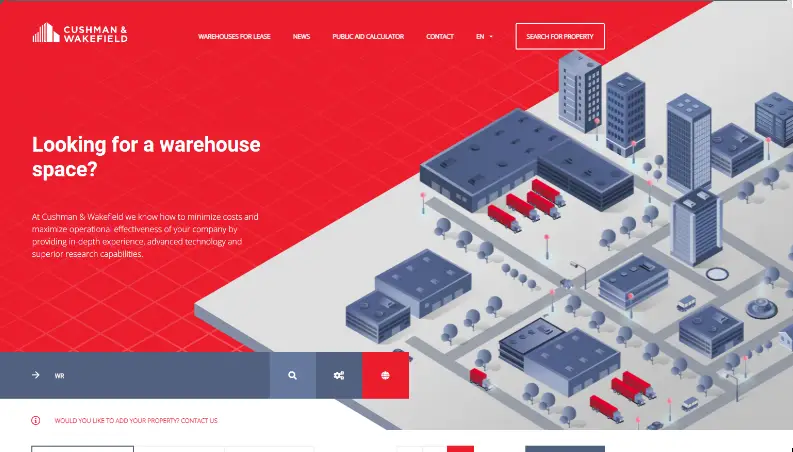 CUSHMAN &
WAKEFIELD
WAREHOUSES FOR LEASE NEWS PUBLIC AID CALCULATOR CONTACT EN SEARCH FOR PROPERTY
Looking for a warehouse
space?
At Cushman & Wakefield we know how to minimize costs and
maximize operational effectiveness of your company by
providing in-depth experience, advanced technology and
superior research capabilities.
WR
WOULD YOU LIKE TO ADD YOUR PROPERTY? CONTACT US